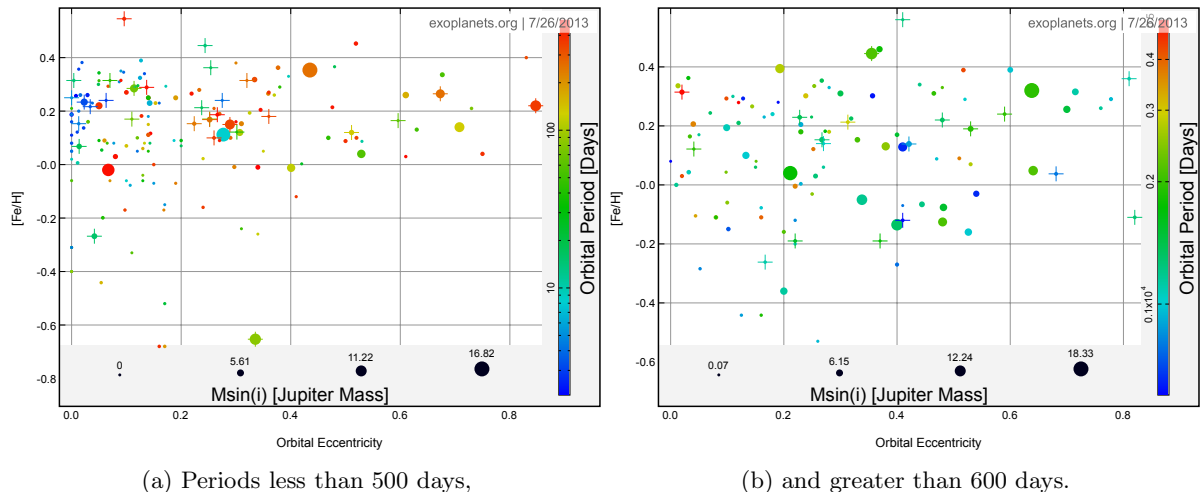 exoplanets.org | 7/26/2013
[Fe/H]
0.4
0.2
-0.0
-0.2
-0.4
-0.6
-0.8
0.0
0.2
0.4
0.6
0.8
Orbital Eccentricity
0
5.61
11.22
16.82
Msin(i) [Jupiter Mass]
100
10
Orbital Period [Days]
(a) Periods less than 500 days,
exoplanets.org | 7/26/2013
[Fe/H]
0.4
0.2
-0.0
-0.2
-0.4
-0.6
0.0
0.2
0.4
0.6
0.8
Orbital Eccentricity
0.07
6.15
12.24
18.33
Msin(i) [Jupiter Mass]
0.4
0.3
0.2
0.1x10⁴
Orbital Period [Days]
(b) and greater than 600 days.